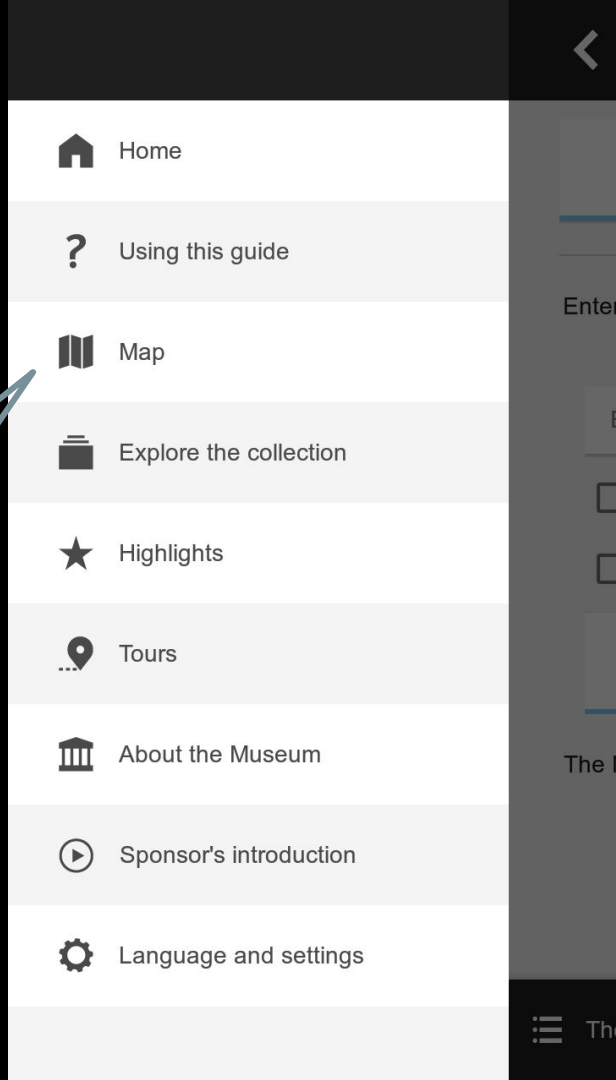 Home
Using this guide
Map
Explore the collection
Highlights
Tours
About the Museum
Sponsor's introduction
Language and settings